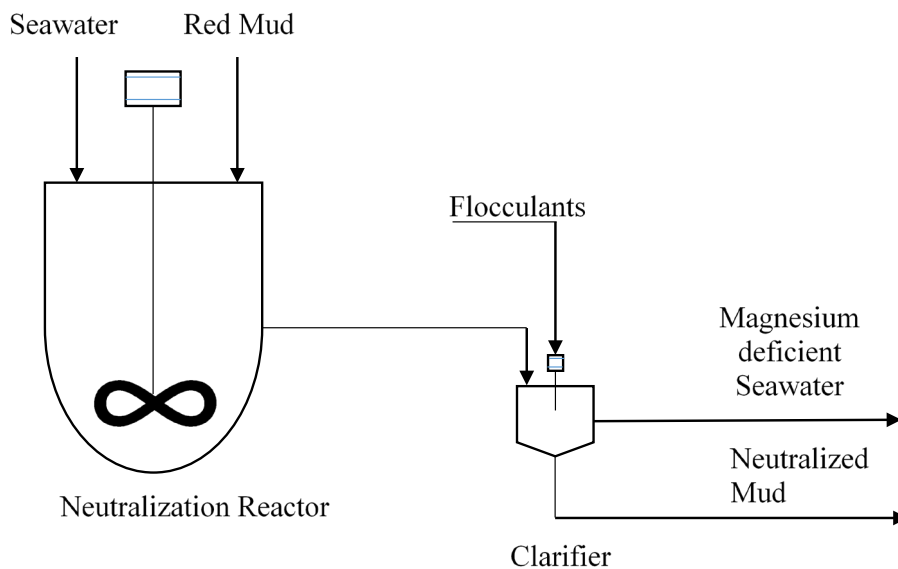 Seawater
Red Mud
Flocculants
Magnesium
deficient
Seawater
Neutralized
Mud
Neutralization Reactor
Clarifier